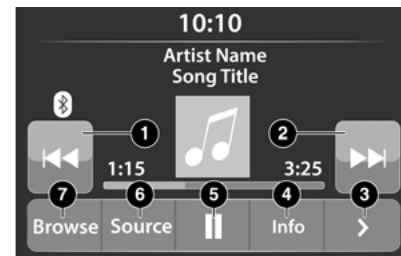 10:10
Artist Name
Song Title
1 2
1:15 3:25
7 6 5 4 3
Browse Source Info